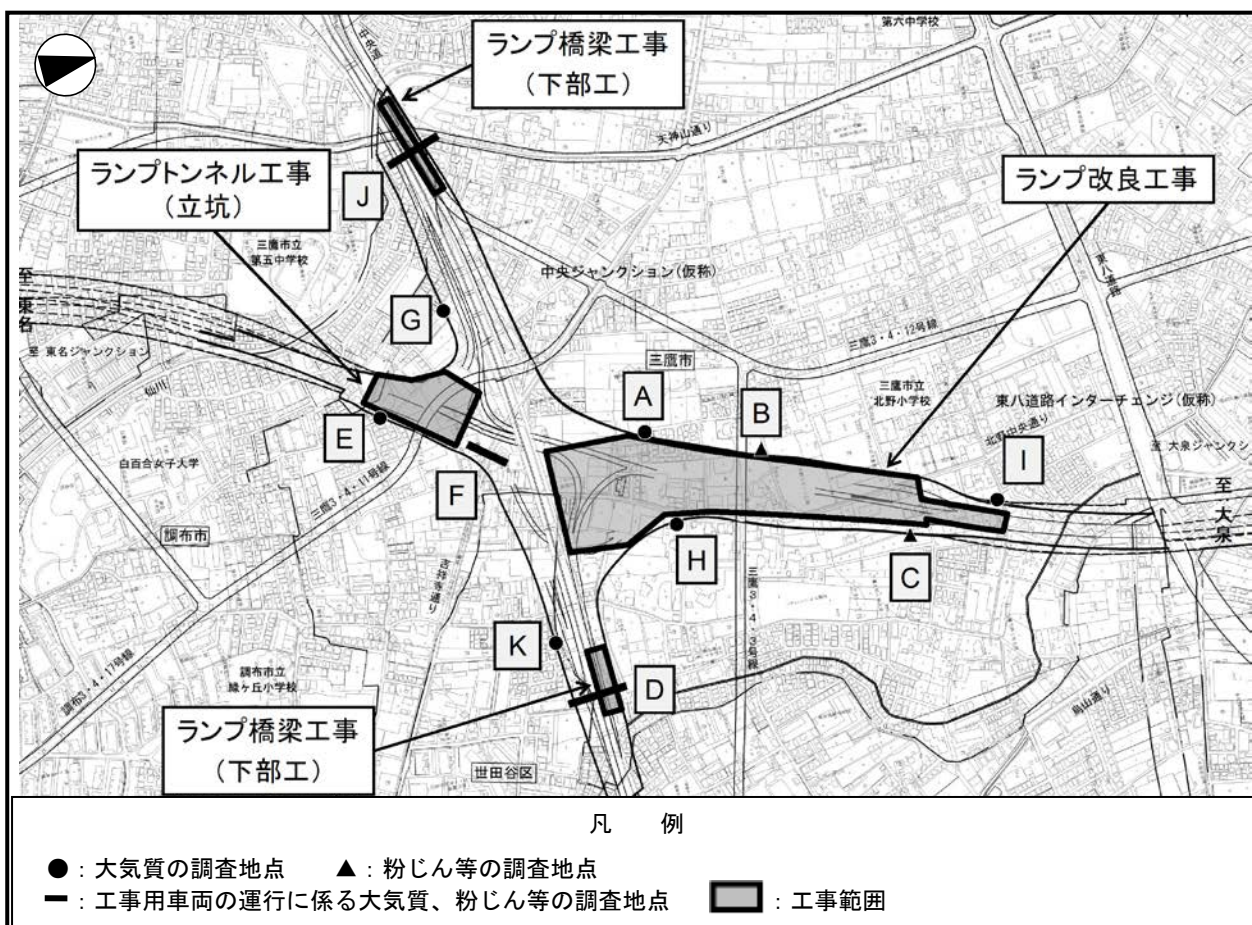 第六中学校
中央道
ランプ橋梁工事
(下部工)
天神山通り
ランプトンネル工事
(立坑)
ランプ改良工事
J
三鷹市立
第五中学校
中央ジャンクション(仮称)
東八道路
至 東名
G
三鷹3・4・12号線
至 東名ジャンクション
仙川
三鷹市
A
B
三鷹市立
北野小学校
東八道路インターチェンジ(仮称)
北野中央通り
I
至 大泉ジャンクシ
至 大泉
E
白百合女子大学
F
三鷹3・4・11号線
調布市
吉祥寺通り
H
C
三鷹3・4・3号線
K
D
調布3・4・17号線
調布市立
緑ヶ丘小学校
烏山通り
ランプ橋梁工事
(下部工)
世田谷区
凡 例
●:大気質の調査地点 ▲:粉じん等の調査地点
━:工事用車両の運行に係る大気質、粉じん等の調査地点 :工事範囲